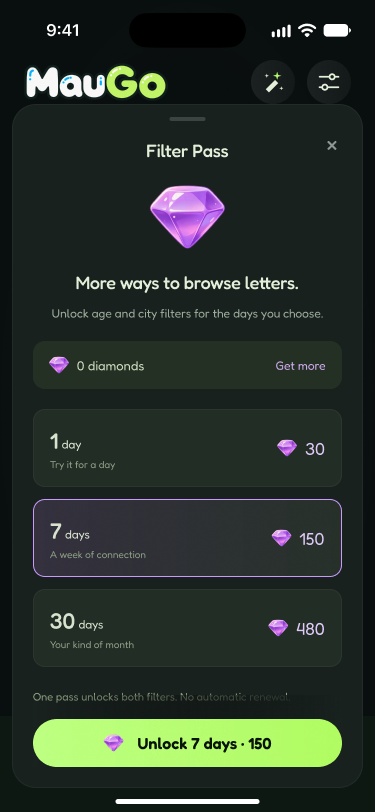 9:41
MauGo
Filter Pass
More ways to browse letters.
Unlock age and city filters for the days you choose.
0 diamonds
Get more
1 day
Try it for a day
30
7 days
A week of connection
150
30 days
Your kind of month
480
One pass unlocks both filters. No automatic renewal.
Unlock 7 days · 150